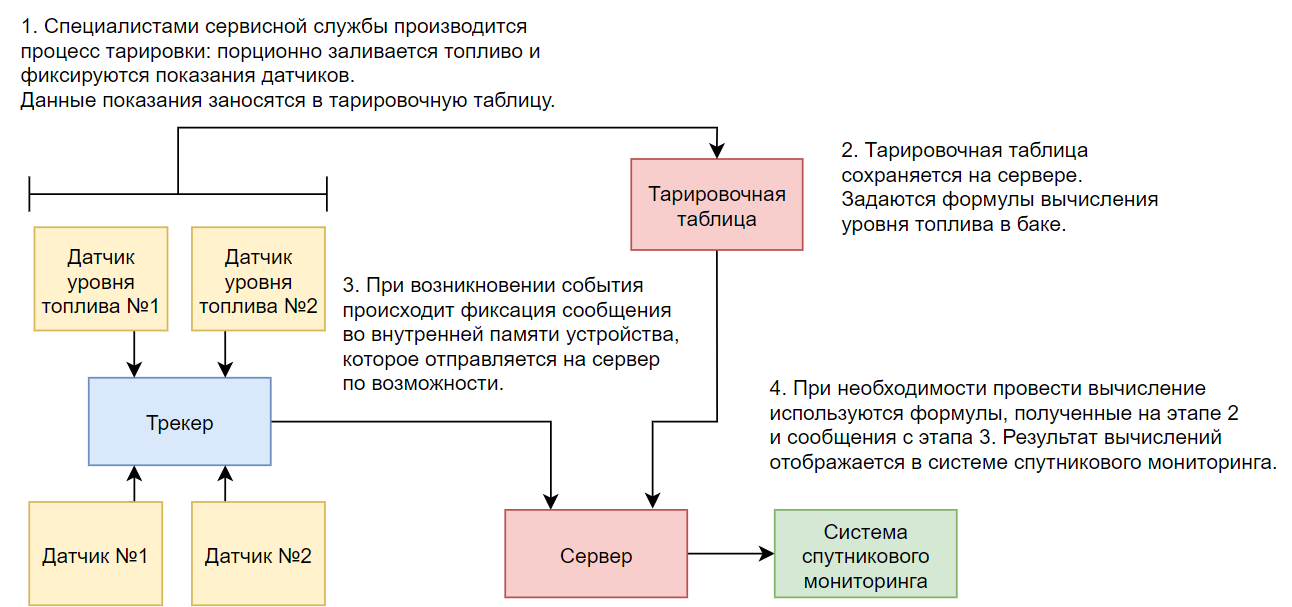 1. Специалистами сервисной службы производится
процесс тарировки: порционно заливается топливо и
фиксируются показания датчиков.
Данные показания заносятся в тарировочную таблицу.
2. Тарировочная таблица
сохраняется на сервере.
Задаются формулы вычисления
уровня топлива в баке.
Тарировочная
таблица
Датчик
уровня
топлива №1
Датчик
уровня
топлива №2
3. При возникновении события
происходит фиксация сообщения
во внутренней памяти устройства,
которое отправляется на сервер
по возможности.
Трекер
4. При необходимости провести вычисление
используются формулы, полученные на этапе 2
и сообщения с этапа 3. Результат вычислений
отображается в системе спутникового мониторинга.
Датчик №1
Датчик №2
Сервер
Система
спутникового
мониторинга